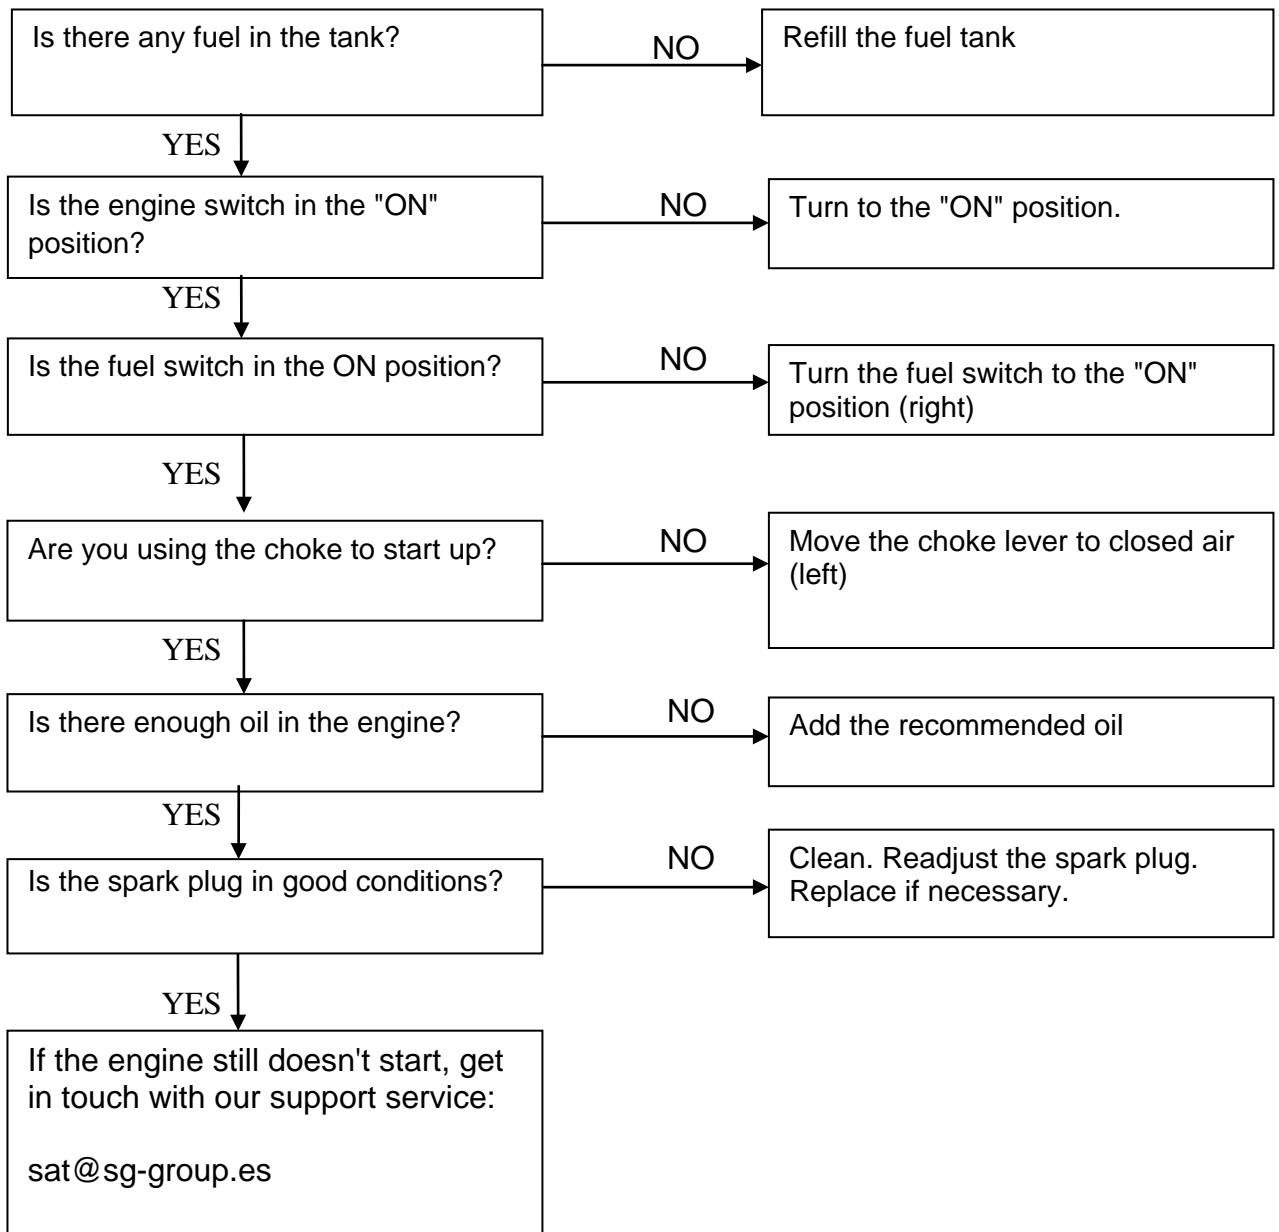 Is there any fuel in the tank?
NO
Refill the fuel tank
YES
Is the engine switch in the "ON"
position?
NO
Turn to the "ON" position.
YES
Is the fuel switch in the ON position?
NO
Turn the fuel switch to the "ON"
position (right)
YES
Are you using the choke to start up?
NO
Move the choke lever to closed air
(left)
YES
Is there enough oil in the engine?
NO
Add the recommended oil
YES
Is the spark plug in good conditions?
NO
Clean. Readjust the spark plug.
Replace if necessary.
YES
If the engine still doesn't start, get
in touch with our support service:
sat@sg-group.es